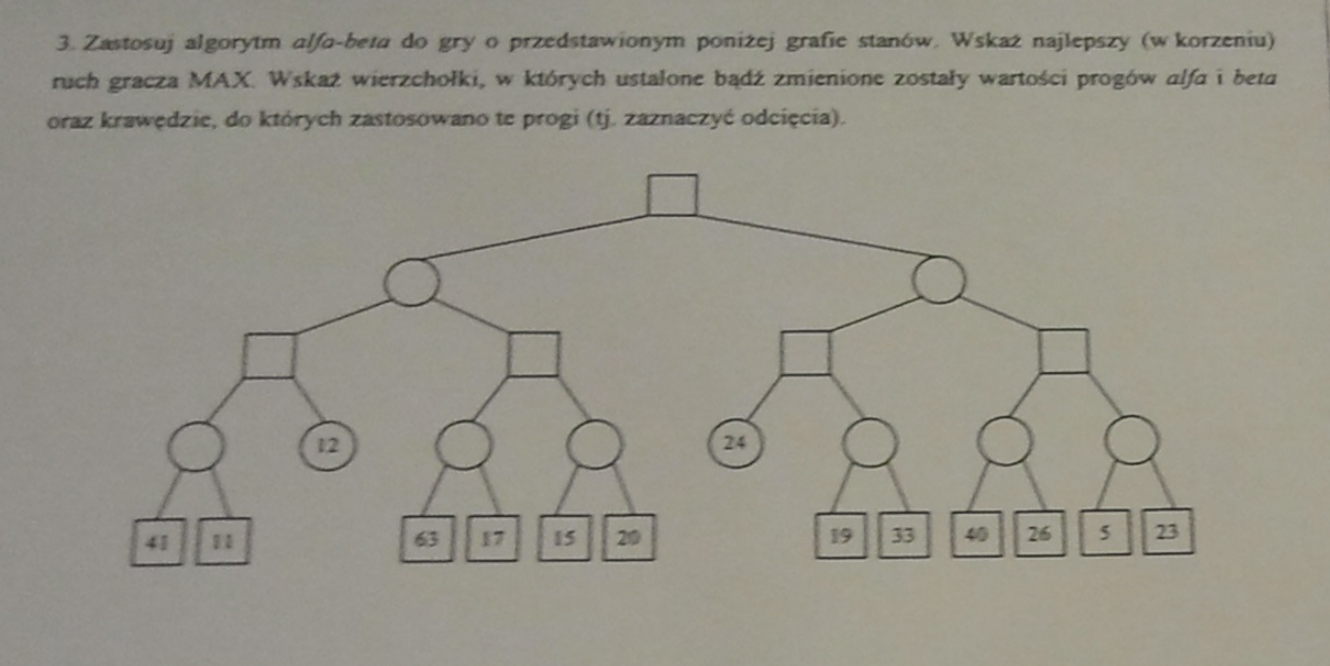 3. Zastosuj algorytm alfa-beta do gry o przedstawionym poniżej grafie stanów. Wskaż najlepszy (w korzeniu)
ruch gracza MAX. Wskaż wierzchołki, w których ustalone bądź zmienione zostały wartości progów alfa i beta
oraz krawędzie, do których zastosowano te progi (tj. zaznaczyć odcięcia).
12
24
41 11 63 17 15 20 19 33 40 26 5 23